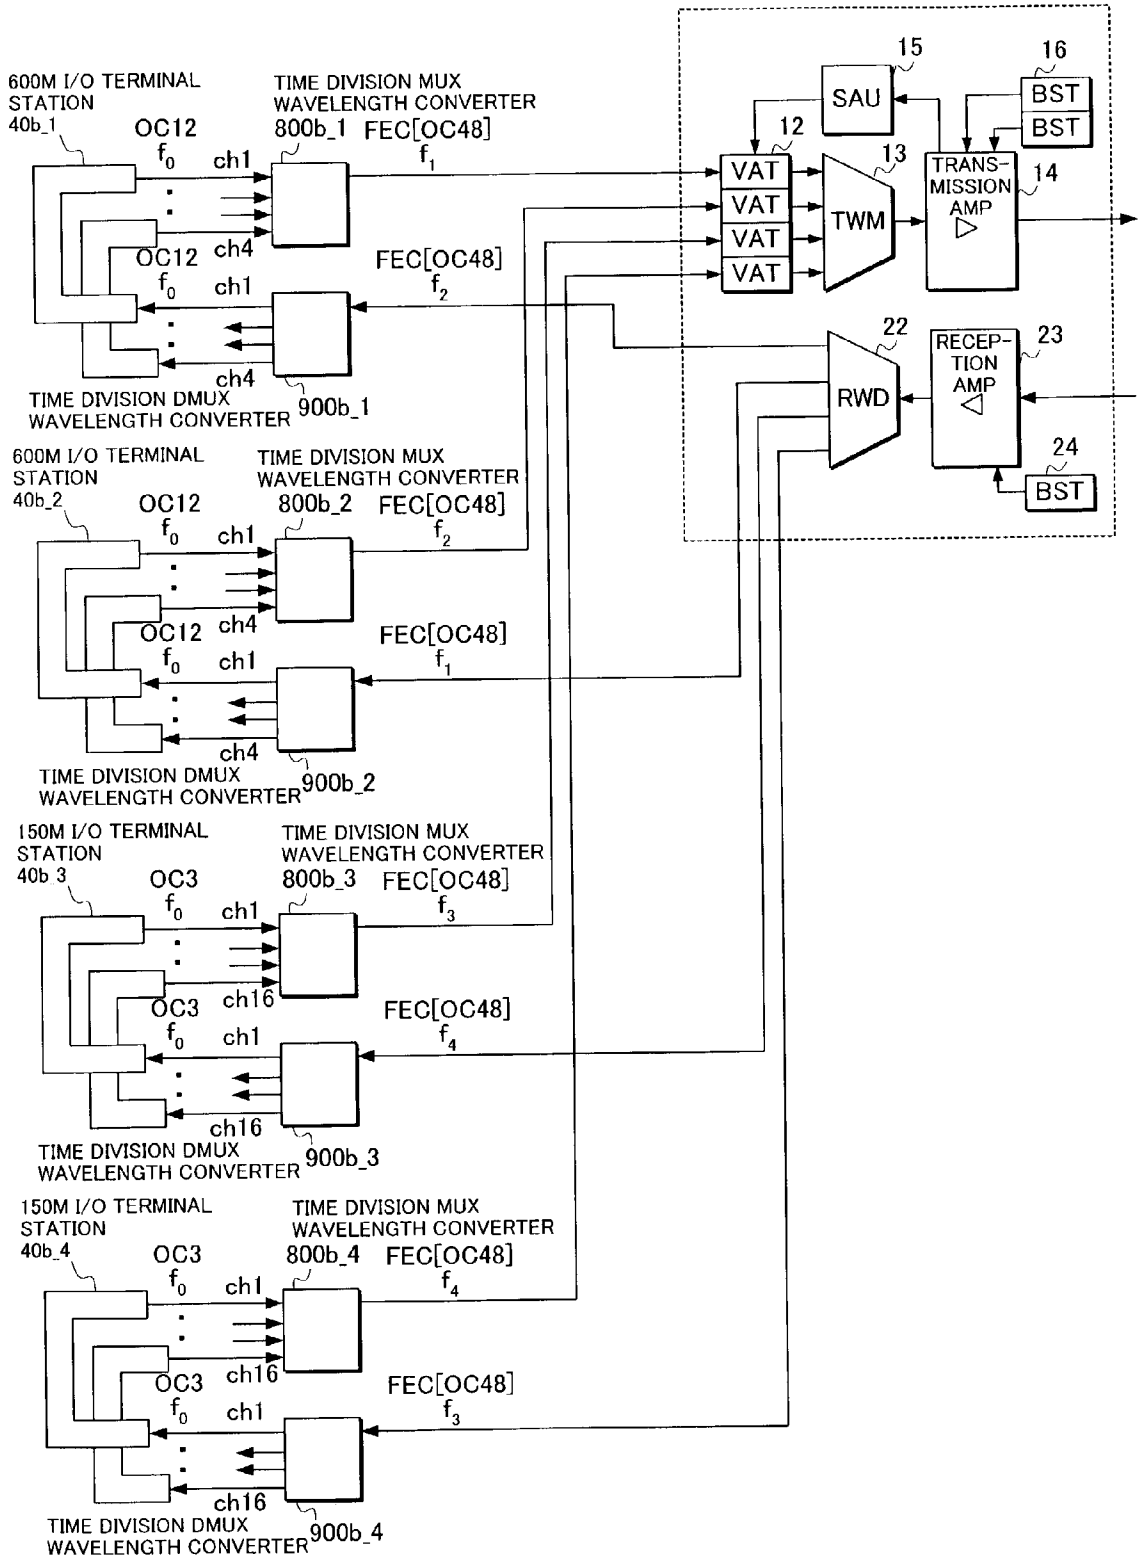 600M I/O TERMINAL
STATION
40b_1
TIME DIVISION MUX
WAVELENGTH CONVERTER
800b_1
OC12
f0
ch1
ch4
FEC[OC48]
f1
OC12
f0
ch1
ch4
FEC[OC48]
f2
TIME DIVISION DMUX
WAVELENGTH CONVERTER
900b_1
600M I/O TERMINAL
STATION
40b_2
TIME DIVISION MUX
WAVELENGTH CONVERTER
800b_2
OC12
f0
ch1
ch4
FEC[OC48]
f2
OC12
f0
ch1
ch4
FEC[OC48]
f1
TIME DIVISION DMUX
WAVELENGTH CONVERTER
900b_2
150M I/O TERMINAL
STATION
40b_3
TIME DIVISION MUX
WAVELENGTH CONVERTER
800b_3
OC3
f0
ch1
ch16
FEC[OC48]
f3
OC3
f0
ch1
ch16
FEC[OC48]
f4
TIME DIVISION DMUX
WAVELENGTH CONVERTER
900b_3
150M I/O TERMINAL
STATION
40b_4
TIME DIVISION MUX
WAVELENGTH CONVERTER
800b_4
OC3
f0
ch1
ch16
FEC[OC48]
f4
OC3
f0
ch1
ch16
FEC[OC48]
f3
TIME DIVISION DMUX
WAVELENGTH CONVERTER
900b_4
15
SAU
16
BST
BST
12
VAT
VAT
VAT
VAT
13
TWM
TRANS-
MISSION
AMP
14
22
RWD
RECEP-
TION
AMP
23
24
BST